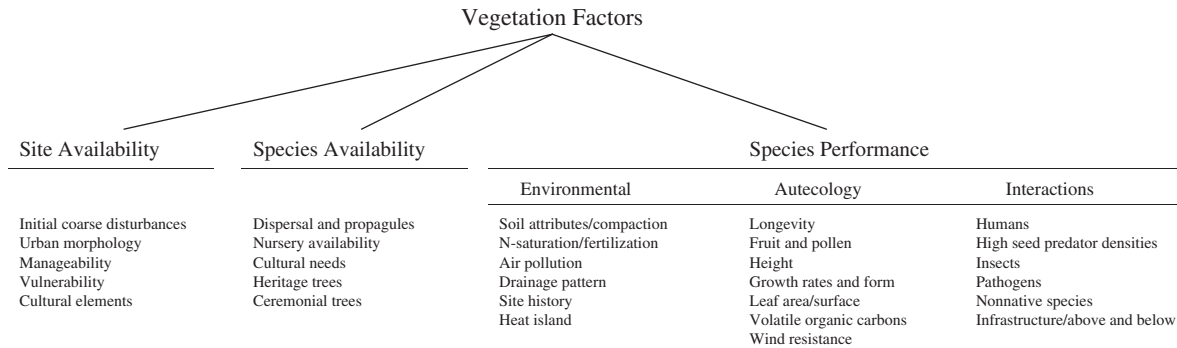 Vegetation Factors
Site Availability
Species Availability
Species Performance
Environmental
Autecology
Interactions
Initial coarse disturbances
Urban morphology
Manageability
Vulnerability
Cultural elements
Dispersal and propagules
Nursery availability
Cultural needs
Heritage trees
Ceremonial trees
Soil attributes/compaction
N-saturation/fertilization
Air pollution
Drainage pattern
Site history
Heat island
Longevity
Fruit and pollen
Height
Growth rates and form
Leaf area/surface
Volatile organic carbons
Wind resistance
Humans
High seed predator densities
Insects
Pathogens
Nonnative species
Infrastructure/above and below